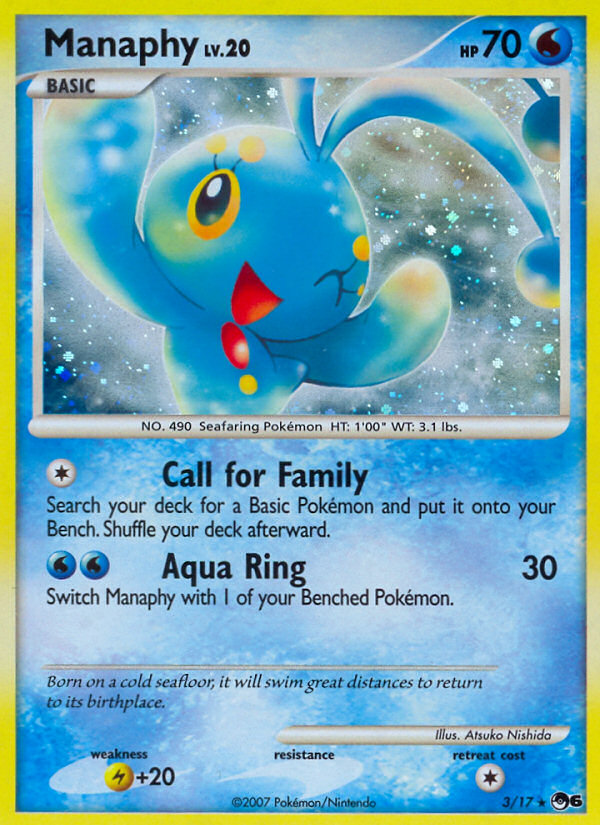 Manaphy LV.20 HP 70
BASIC
NO. 490 Seafaring Pokémon HT: 1'00" WT: 3.1 lbs.
Call for Family
Search your deck for a Basic Pokémon and put it onto your
Bench. Shuffle your deck afterward.
Aqua Ring 30
Switch Manaphy with 1 of your Benched Pokémon.
Born on a cold seafloor, it will swim great distances to return
to its birthplace.
Illus. Atsuko Nishida
weakness resistance retreat cost
+20
©2007 Pokémon/Nintendo 3/17 ★ 6